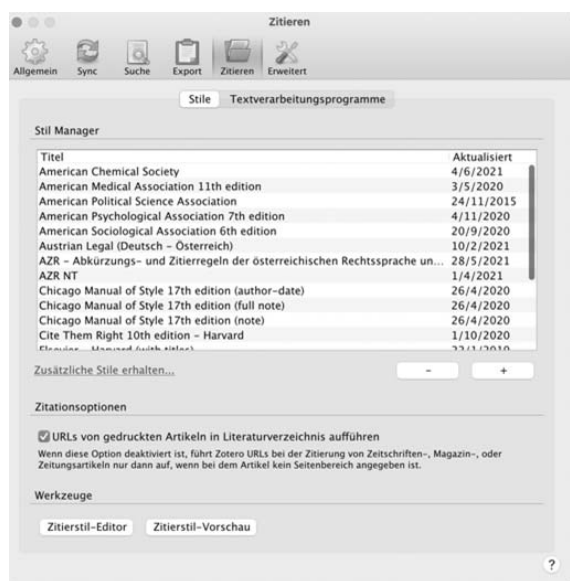 Zitieren
Allgemein Sync Suche Export Zitieren Erweitert
Stile Textverarbeitungsprogramme
Stil Manager
Titel Aktualisiert
American Chemical Society 4/6/2021
American Medical Association 11th edition 3/5/2020
American Political Science Association 24/11/2015
American Psychological Association 7th edition 4/11/2020
American Sociological Association 6th edition 20/9/2020
Austrian Legal (Deutsch – Österreich) 10/2/2021
AZR – Abkürzungs- und Zitierregeln der österreichischen Rechtssprache un... 28/5/2021
AZR NT 1/4/2021
Chicago Manual of Style 17th edition (author-date) 26/4/2020
Chicago Manual of Style 17th edition (full note) 26/4/2020
Chicago Manual of Style 17th edition (note) 26/4/2020
Cite Them Right 10th edition – Harvard 1/10/2020
Zusätzliche Stile erhalten... - +
Zitationsoptionen
URLs von gedruckten Artikeln in Literaturverzeichnis aufführen
Wenn diese Option deaktiviert ist, führt Zotero URLs bei der Zitierung von Zeitschriften-, Magazin-, oder
Zeitungsartikeln nur dann auf, wenn bei dem Artikel kein Seitenbereich angegeben ist.
Werkzeuge
Zitierstil-Editor Zitierstil-Vorschau
?